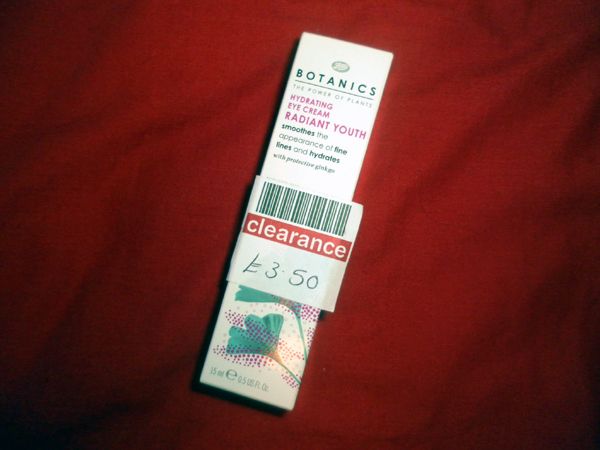 Boots
BOTANICS
THE POWER OF PLANTS
HYDRATING
EYE CREAM
RADIANT YOUTH
smoothes the
appearance of fine
lines and hydrates
with protective ginkgo
clearance
£3.50
15 ml e 0.5 US Fl. Oz.